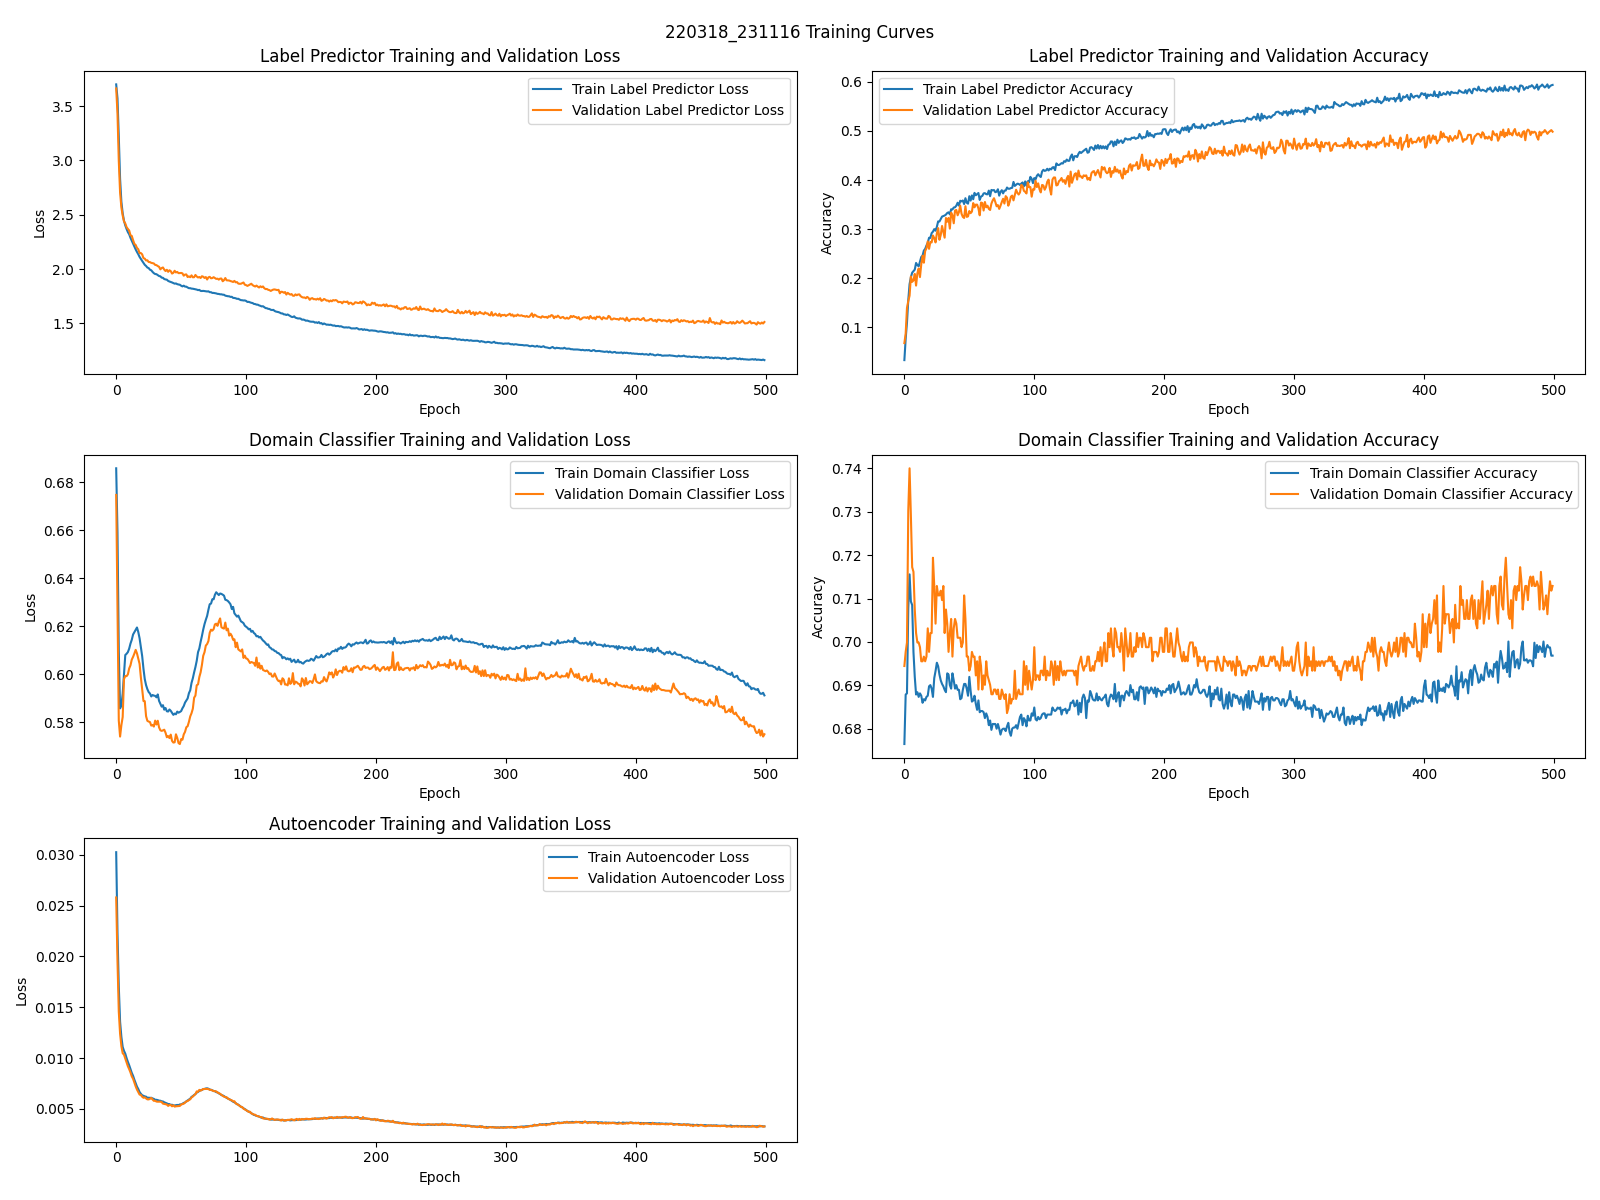 220318_231116 Training Curves
Label Predictor Training and Validation Loss
Train Label Predictor Loss
Validation Label Predictor Loss
3.5
3.0
2.5
2.0
1.5
Loss
0 100 200 300 400 500
Epoch
Label Predictor Training and Validation Accuracy
Train Label Predictor Accuracy
Validation Label Predictor Accuracy
0.6
0.5
0.4
0.3
0.2
0.1
Accuracy
0 100 200 300 400 500
Epoch
Domain Classifier Training and Validation Loss
Train Domain Classifier Loss
Validation Domain Classifier Loss
0.68
0.66
0.64
0.62
0.60
0.58
Loss
0 100 200 300 400 500
Epoch
Domain Classifier Training and Validation Accuracy
Train Domain Classifier Accuracy
Validation Domain Classifier Accuracy
0.74
0.73
0.72
0.71
0.70
0.69
0.68
Accuracy
0 100 200 300 400 500
Epoch
Autoencoder Training and Validation Loss
Train Autoencoder Loss
Validation Autoencoder Loss
0.030
0.025
0.020
0.015
0.010
0.005
Loss
0 100 200 300 400 500
Epoch